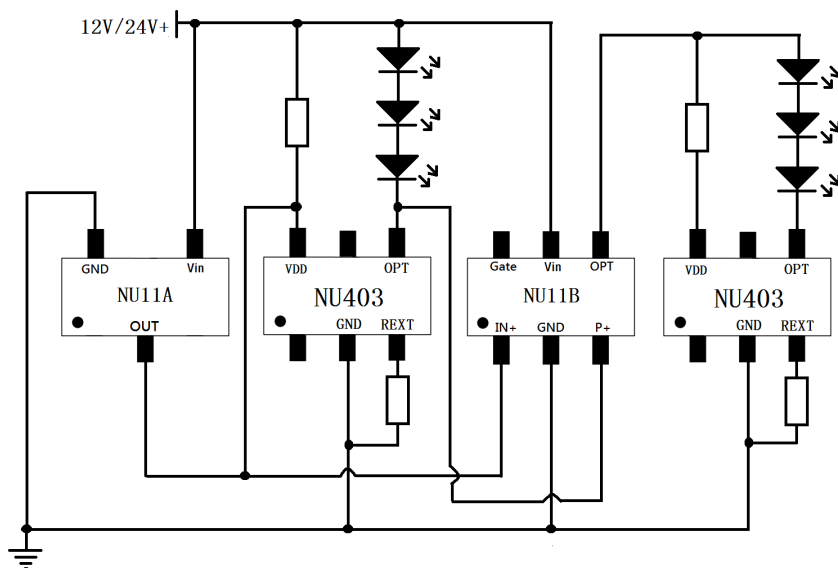 12V/24V+
GND Vin
NU11A
OUT
VDD OPT
NU403
GND REXT
Gate Vin OPT
NU11B
IN+ GND P+
VDD OPT
NU403
GND REXT